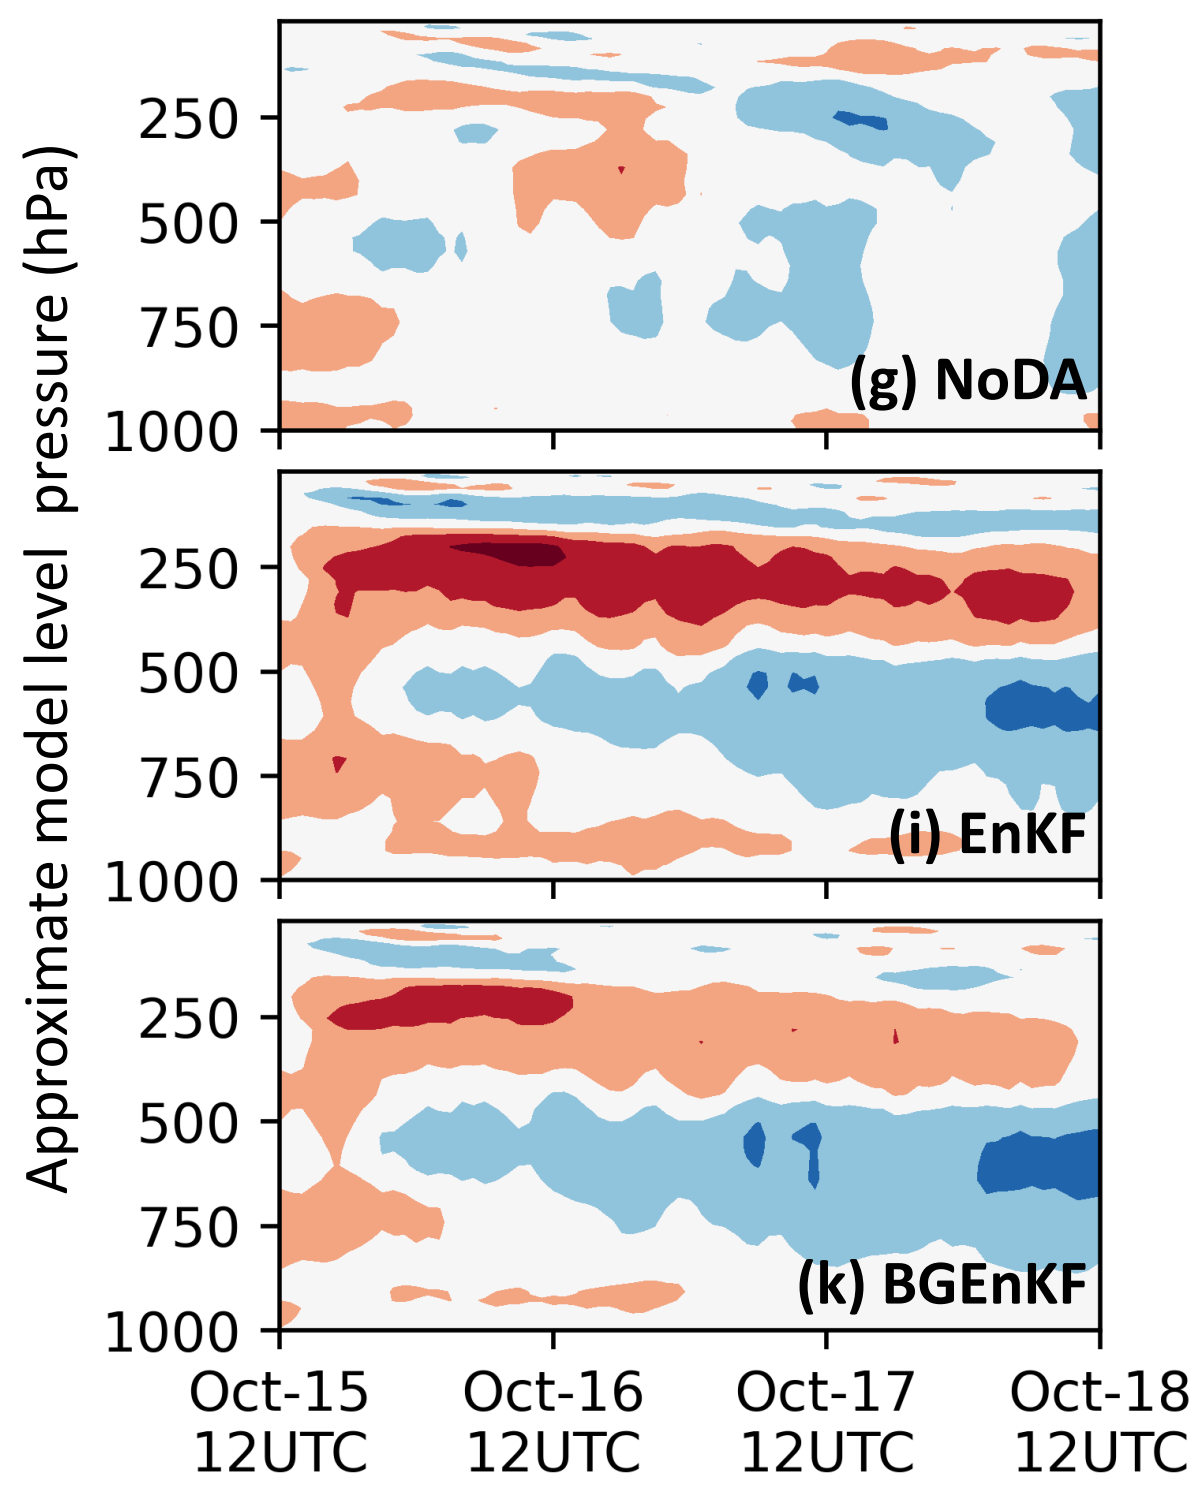 Approximate model level pressure (hPa)
250
500
750
1000
(g) NoDA
250
500
750
1000
(i) EnKF
250
500
750
1000
(k) BGEnKF
Oct-15 Oct-16 Oct-17 Oct-18
12UTC 12UTC 12UTC 12UTC